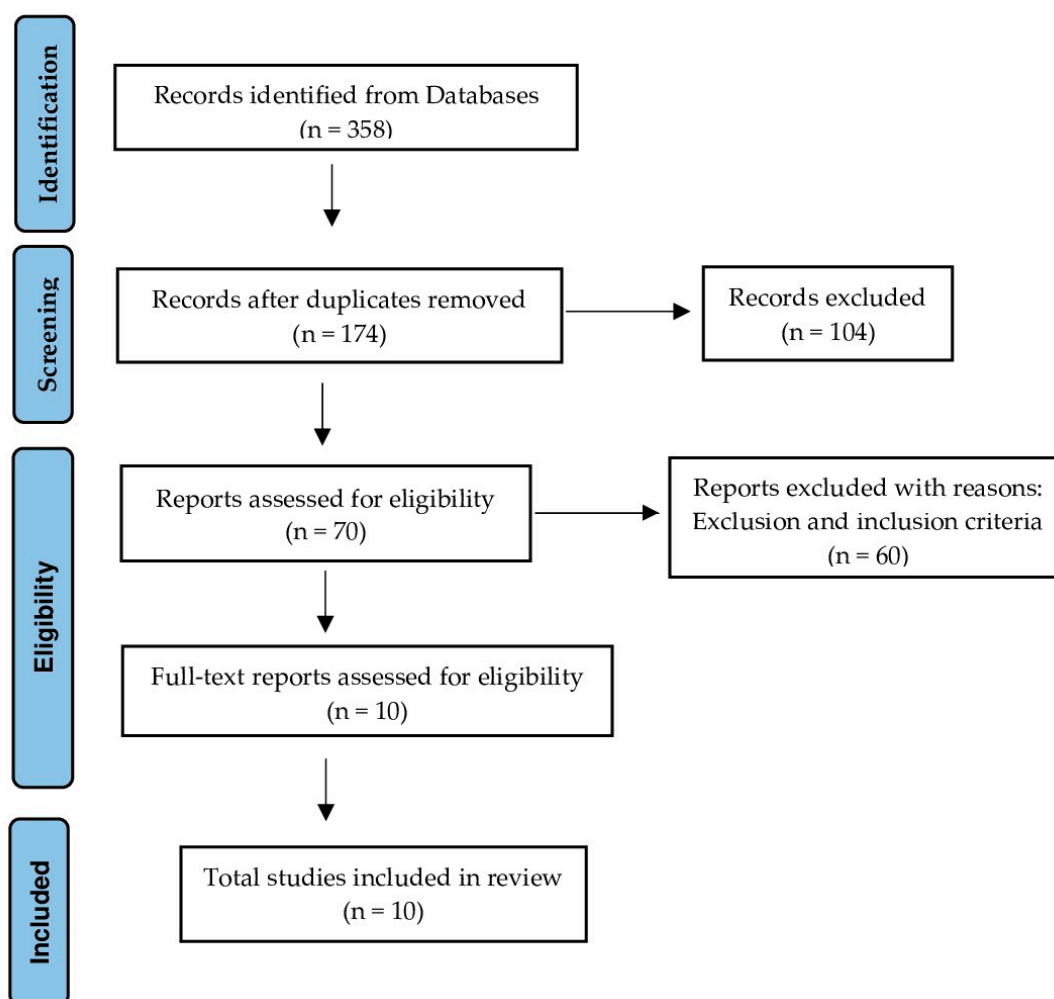 Identification
Records identified from Databases
(n = 358)
Screening
Records after duplicates removed
(n = 174)
Records excluded
(n = 104)
Eligibility
Reports assessed for eligibility
(n = 70)
Reports excluded with reasons:
Exclusion and inclusion criteria
(n = 60)
Full-text reports assessed for eligibility
(n = 10)
Included
Total studies included in review
(n = 10)